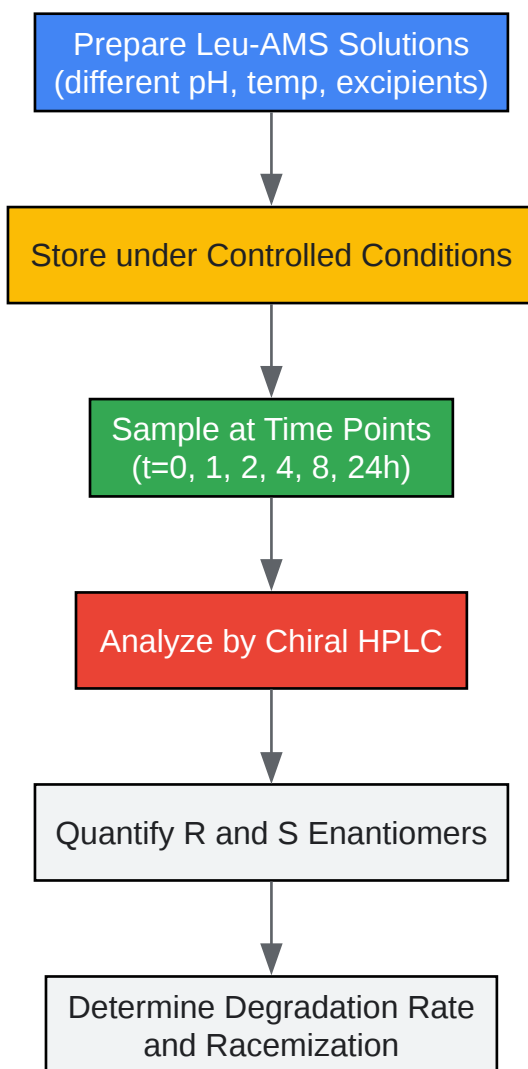 Prepare Leu-AMS Solutions
(different pH, temp, excipients)
Store under Controlled Conditions
Sample at Time Points
(t=0, 1, 2, 4, 8, 24h)
Analyze by Chiral HPLC
Quantify R and S Enantiomers
Determine Degradation Rate
and Racemization